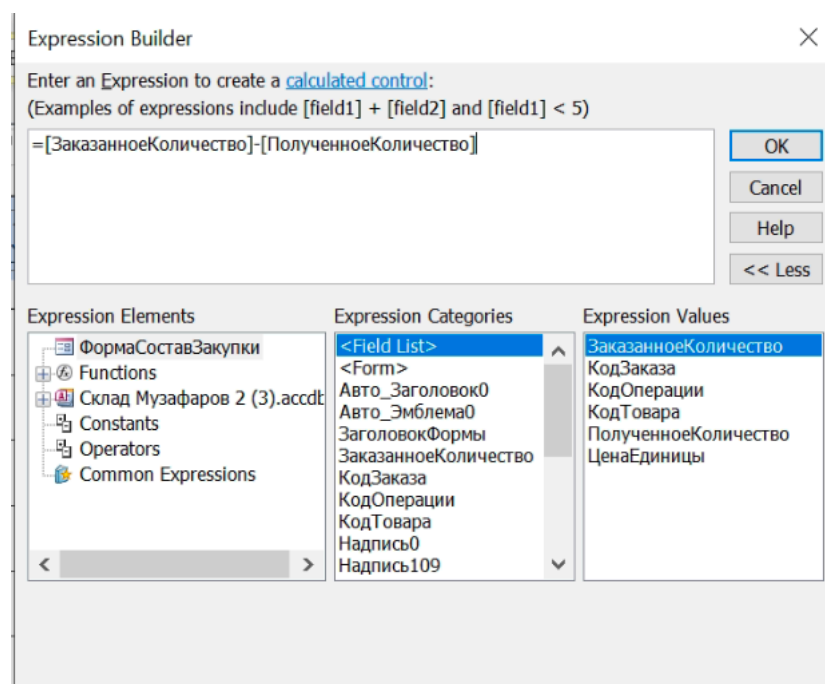 Expression Builder
Enter an Expression to create a calculated control:
(Examples of expressions include [field1] + [field2] and [field1] < 5)
=[ЗаказанноеКоличество]-[ПолученноеКоличество]
OK
Cancel
Help
<< Less
Expression Elements
ФормаСоставЗакупки
Functions
Склад Музафаров 2 (3).accdb
Constants
Operators
Common Expressions
Expression Categories
<Field List>
<Form>
Авто_Заголовок0
Авто_Эмблема0
ЗаголовокФормы
ЗаказанноеКоличество
КодЗаказа
КодОперации
КодТовара
Надпись0
Надпись109
Expression Values
ЗаказанноеКоличество
КодЗаказа
КодОперации
КодТовара
ПолученноеКоличество
ЦенаЕдиницы